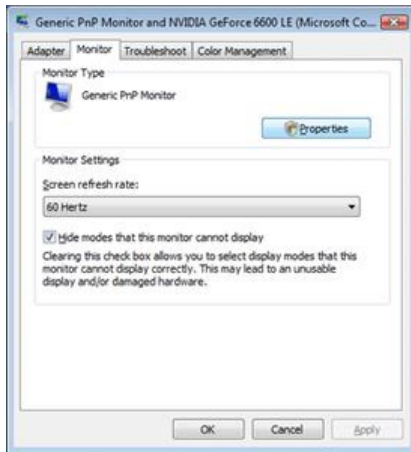 Generic PnP Monitor and NVIDIA GeForce 6600 LE (Microsoft Co...
Adapter Monitor Troubleshoot Color Management
Monitor Type
Generic PnP Monitor
Properties
Monitor Settings
Screen refresh rate:
60 Hertz
Hide modes that this monitor cannot display
Clearing this check box allows you to select display modes that this
monitor cannot display correctly. This may lead to an unusable
display and/or damaged hardware.
OK Cancel Apply